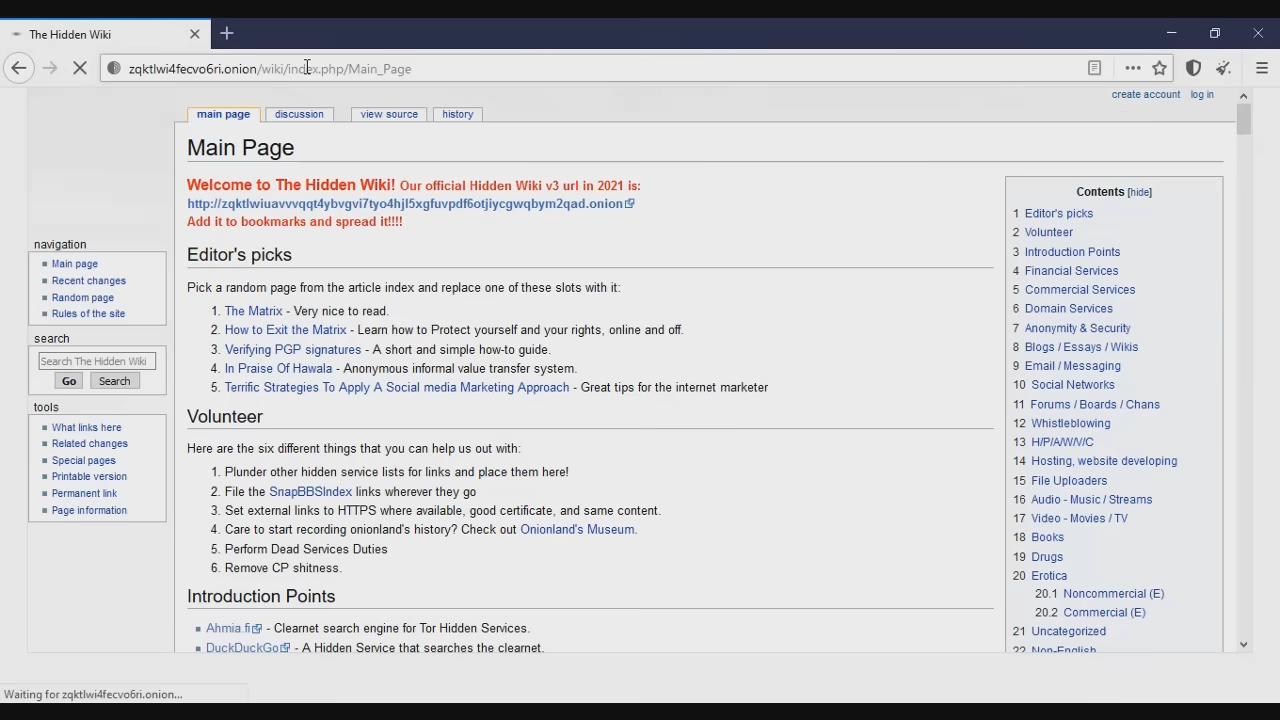 The Hidden Wiki
zqktlwi4fecvo6ri.onion/wiki/index.php/Main_Page
create account log in
main page discussion view source history
Main Page
Welcome to The Hidden Wiki! Our official Hidden Wiki v3 url in 2021 is:
http://zqktlwiuavvvqqt4ybvgvi7tyo4hjl5xgfuvpdf6otjiycgwqbym2qad.onion
Add it to bookmarks and spread it!!!!
Editor's picks
Pick a random page from the article index and replace one of these slots with it:
1. The Matrix - Very nice to read.
2. How to Exit the Matrix - Learn how to Protect yourself and your rights, online and off.
3. Verifying PGP signatures - A short and simple how-to guide.
4. In Praise Of Hawala - Anonymous informal value transfer system.
5. Terrific Strategies To Apply A Social media Marketing Approach - Great tips for the internet marketer
Volunteer
Here are the six different things that you can help us out with:
1. Plunder other hidden service lists for links and place them here!
2. File the SnapBBSIndex links wherever they go
3. Set external links to HTTPS where available, good certificate, and same content.
4. Care to start recording onionland's history? Check out Onionland's Museum.
5. Perform Dead Services Duties
6. Remove CP shitness.
Introduction Points
Ahmia.fi - Clearnet search engine for Tor Hidden Services.
DuckDuckGo - A Hidden Service that searches the clearnet.
navigation
Main page
Recent changes
Random page
Rules of the site
search
Search The Hidden Wiki
Go Search
tools
What links here
Related changes
Special pages
Printable version
Permanent link
Page information
Contents [hide]
1 Editor's picks
2 Volunteer
3 Introduction Points
4 Financial Services
5 Commercial Services
6 Domain Services
7 Anonymity & Security
8 Blogs / Essays / Wikis
9 Email / Messaging
10 Social Networks
11 Forums / Boards / Chans
12 Whistleblowing
13 H/P/A/W/V/C
14 Hosting, website developing
15 File Uploaders
16 Audio - Music / Streams
17 Video - Movies / TV
18 Books
19 Drugs
20 Erotica
20.1 Noncommercial (E)
20.2 Commercial (E)
21 Uncategorized
22 Non-English
Waiting for zqktlwi4fecvo6ri.onion...